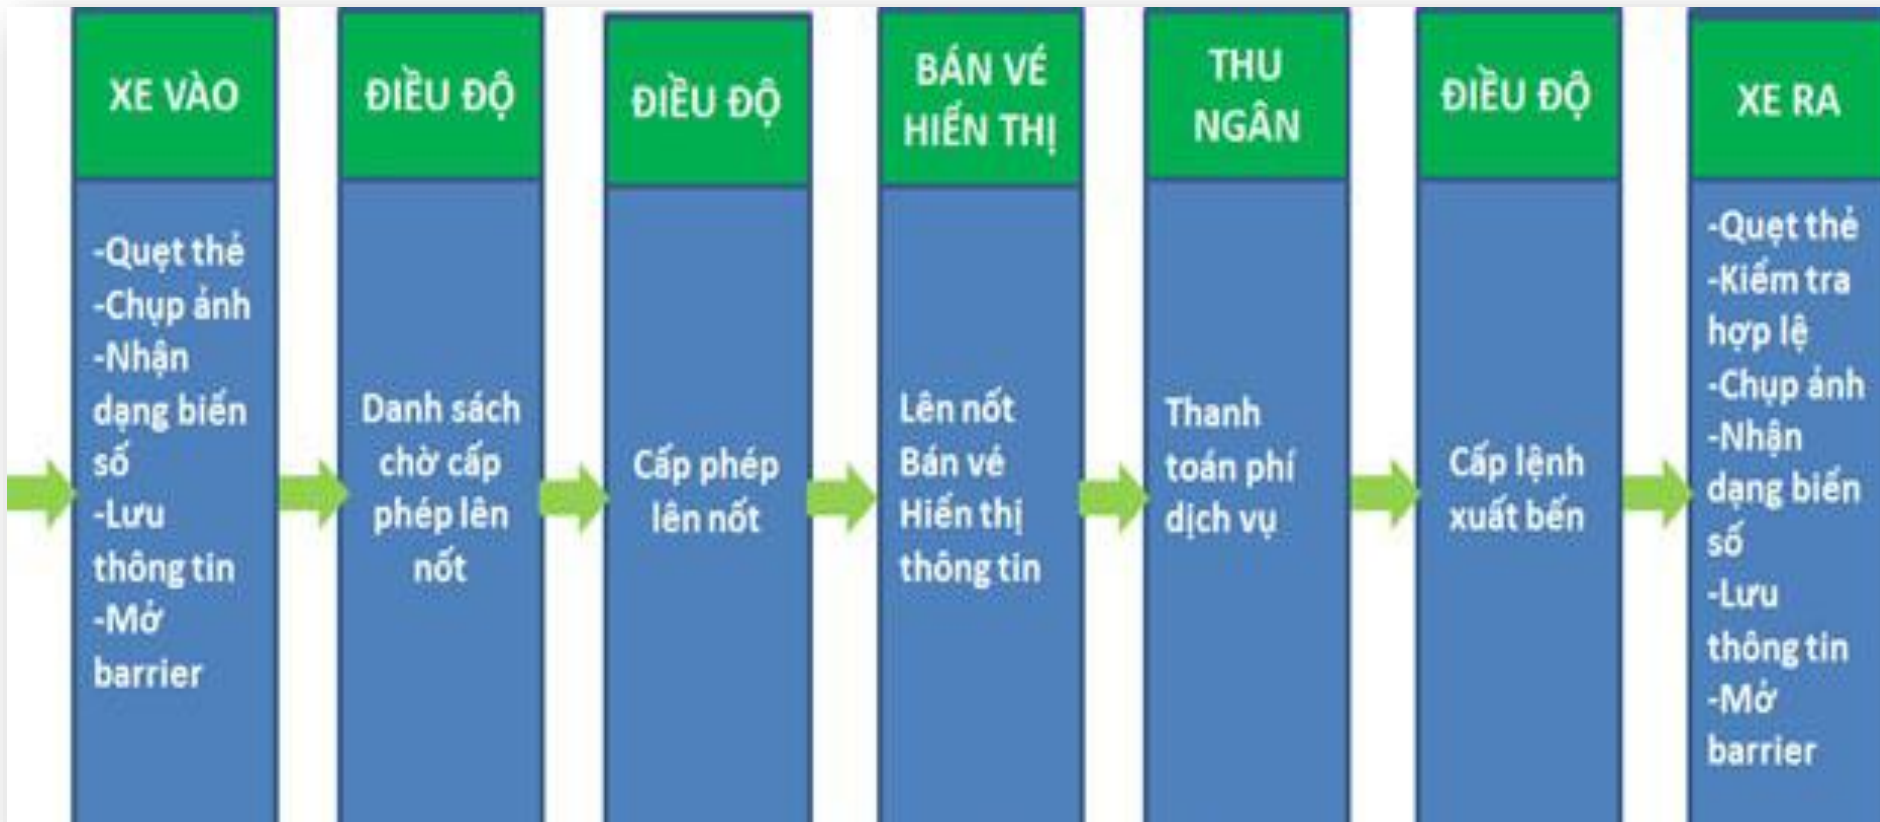 XE VÀO
-Quẹt thẻ
-Chụp ảnh
-Nhận
dạng biển
số
-Lưu
thông tin
-Mở
barrier
ĐIỀU ĐỘ
Danh sách
chờ cấp
phép lên
nốt
ĐIỀU ĐỘ
Cấp phép
lên nốt
BÁN VÉ
HIỂN THỊ
Lên nốt
Bán vé
Hiển thị
thông tin
THU
NGÂN
Thanh
toán phí
dịch vụ
ĐIỀU ĐỘ
Cấp lệnh
xuất bến
XE RA
-Quẹt thẻ
-Kiểm tra
hợp lệ
-Chụp ảnh
-Nhận
dạng biển
số
-Lưu
thông tin
-Mở
barrier